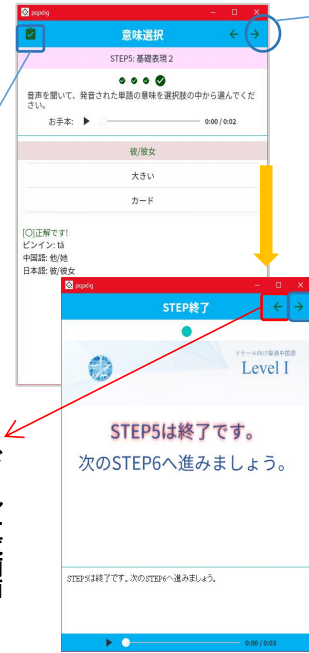 popdig
意味選択
STEP5: 基礎表現２
音声を聞いて、発音された単語の意味を選択肢の中から選んでくだ
さい。
お手本:
0:00 / 0:02
彼/彼女
大きい
カード
[○]正解です!
ピンイン: tā
中国語: 他/她
日本語: 彼/彼女
popdig
STEP終了
リテール向け接遇中国語
Level I
STEP5は終了です。
次のSTEP6へ進みましょう。
STEP5は終了です。次のSTEP6へ進みましょう。
0:00 / 0:03